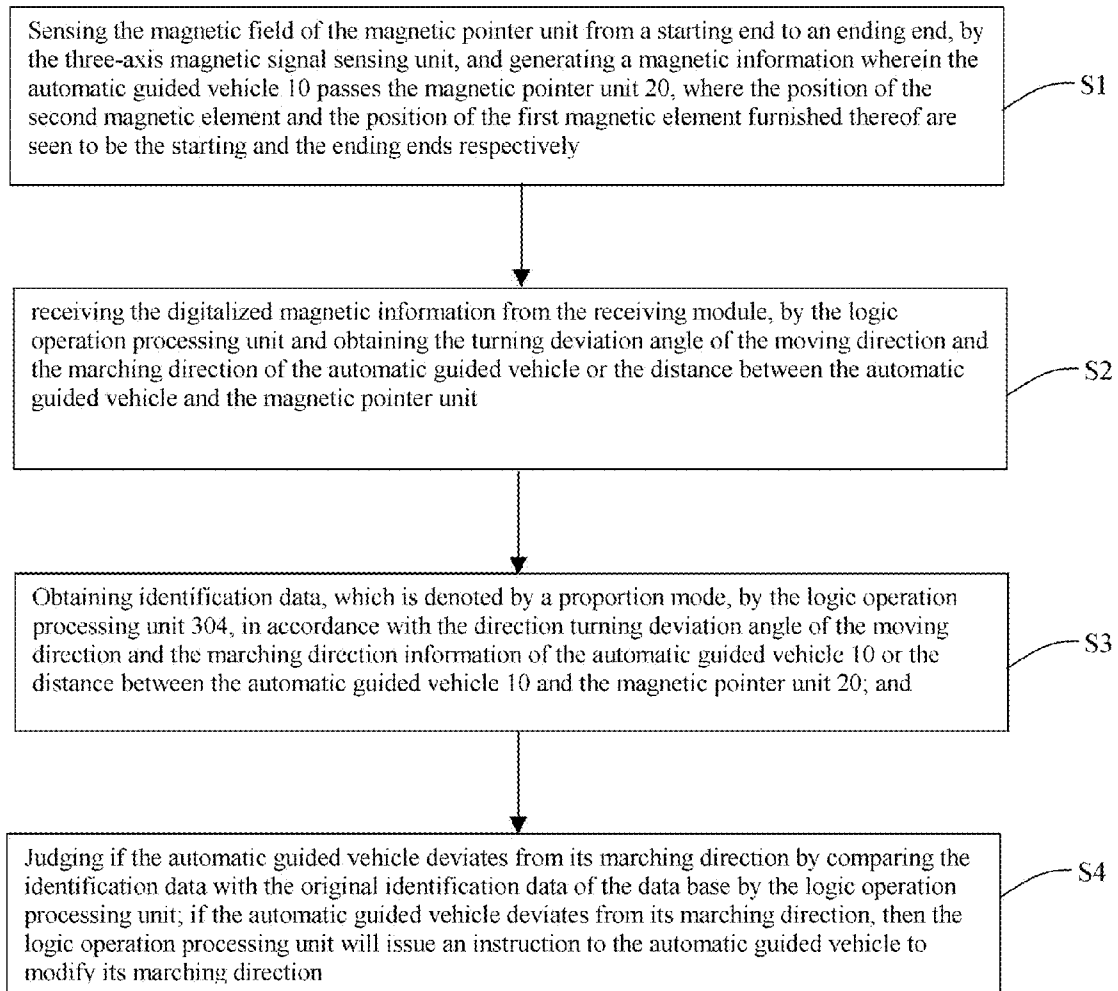 Sensing the magnetic field of the magnetic pointer unit from a starting end to an ending end, by
the three-axis magnetic signal sensing unit, and generating a magnetic information wherein the
automatic guided vehicle 10 passes the magnetic pointer unit 20, where the position of the
second magnetic element and the position of the first magnetic element furnished thereof are
seen to be the starting and the ending ends respectively
S1
receiving the digitalized magnetic information from the receiving module, by the logic
operation processing unit and obtaining the turning deviation angle of the moving direction and
the marching direction of the automatic guided vehicle or the distance between the automatic
guided vehicle and the magnetic pointer unit
S2
Obtaining identification data, which is denoted by a proportion mode, by the logic operation
processing unit 304, in accordance with the direction turning deviation angle of the moving
direction and the marching direction information of the automatic guided vehicle 10 or the
distance between the automatic guided vehicle 10 and the magnetic pointer unit 20; and
S3
Judging if the automatic guided vehicle deviates from its marching direction by comparing the
identification data with the original identification data of the data base by the logic operation
processing unit; if the automatic guided vehicle deviates from its marching direction, then the
logic operation processing unit will issue an instruction to the automatic guided vehicle to
modify its marching direction
S4